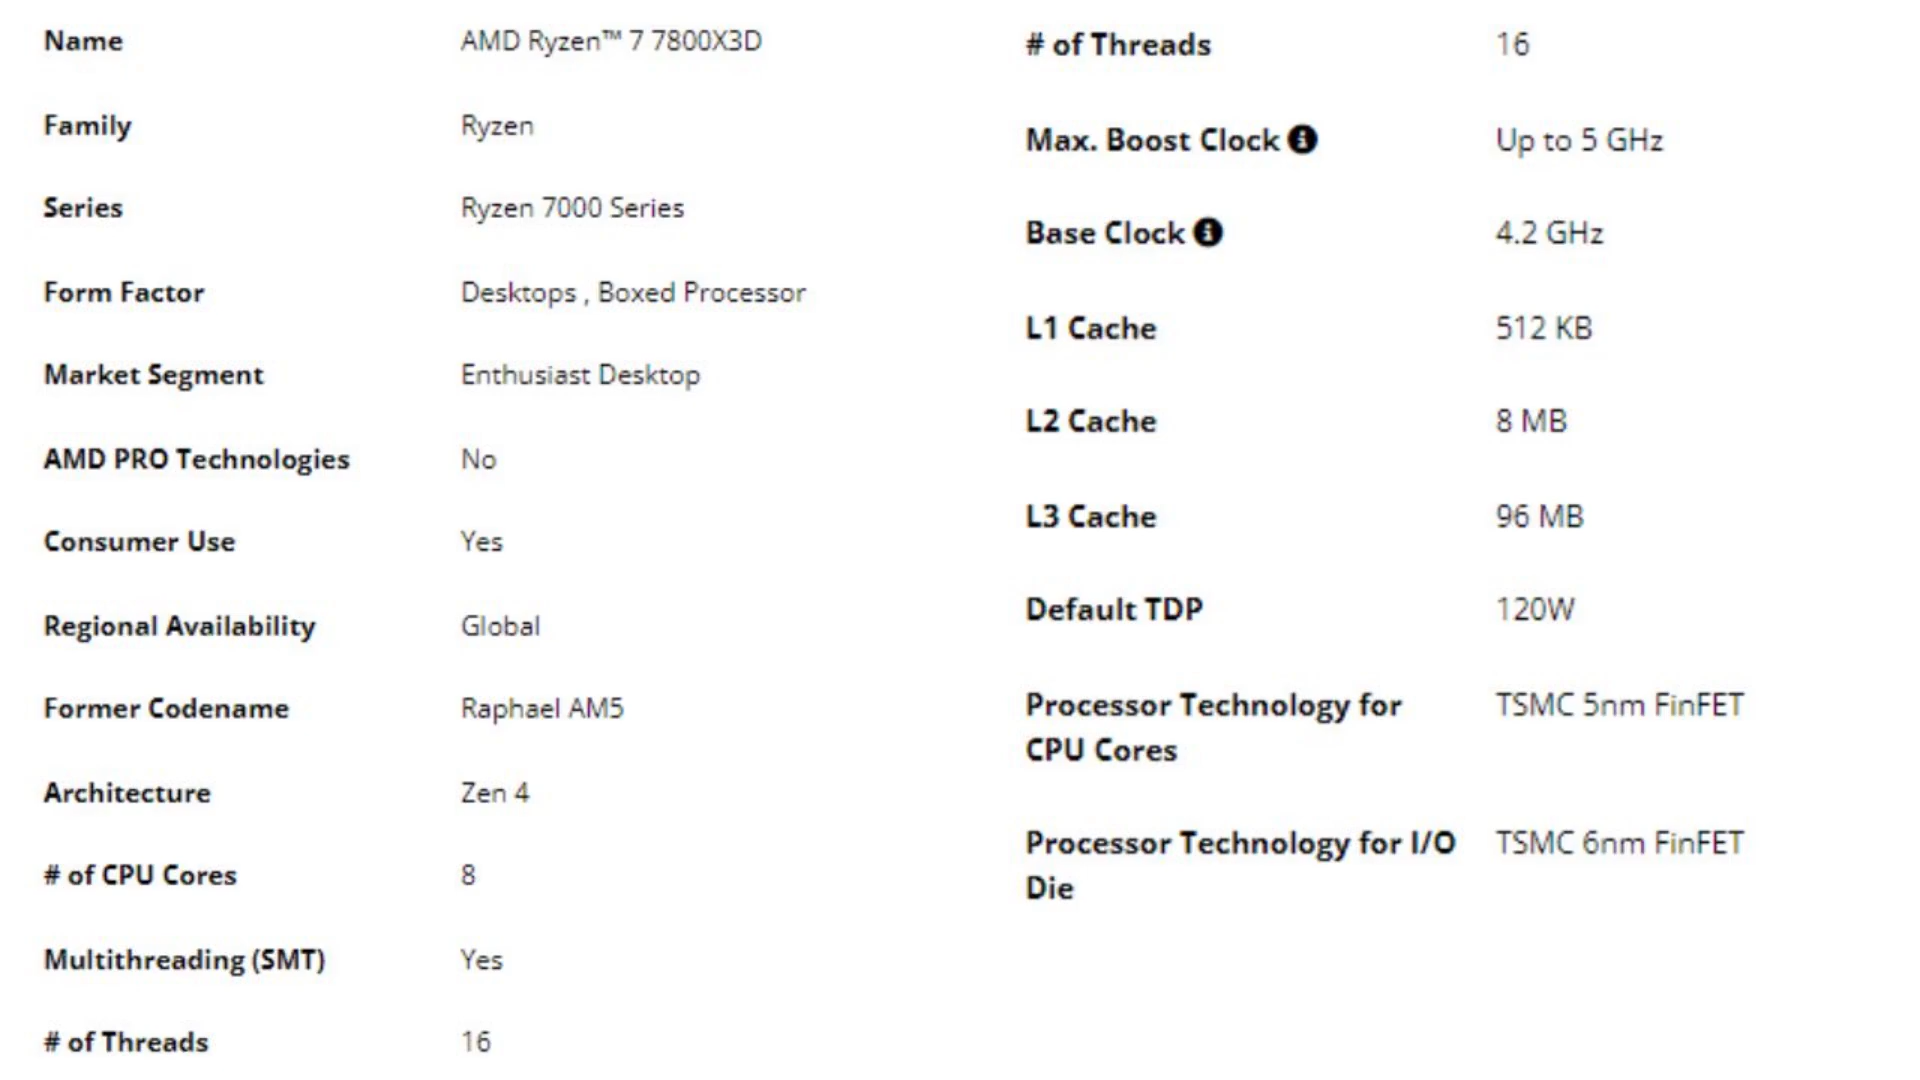 Name AMD Ryzen™ 7 7800X3D
Family Ryzen
Series Ryzen 7000 Series
Form Factor Desktops , Boxed Processor
Market Segment Enthusiast Desktop
AMD PRO Technologies No
Consumer Use Yes
Regional Availability Global
Former Codename Raphael AM5
Architecture Zen 4
# of CPU Cores 8
Multithreading (SMT) Yes
# of Threads 16
# of Threads 16
Max. Boost Clock Up to 5 GHz
Base Clock 4.2 GHz
L1 Cache 512 KB
L2 Cache 8 MB
L3 Cache 96 MB
Default TDP 120W
Processor Technology for TSMC 5nm FinFET
CPU Cores
Processor Technology for I/O TSMC 6nm FinFET
Die